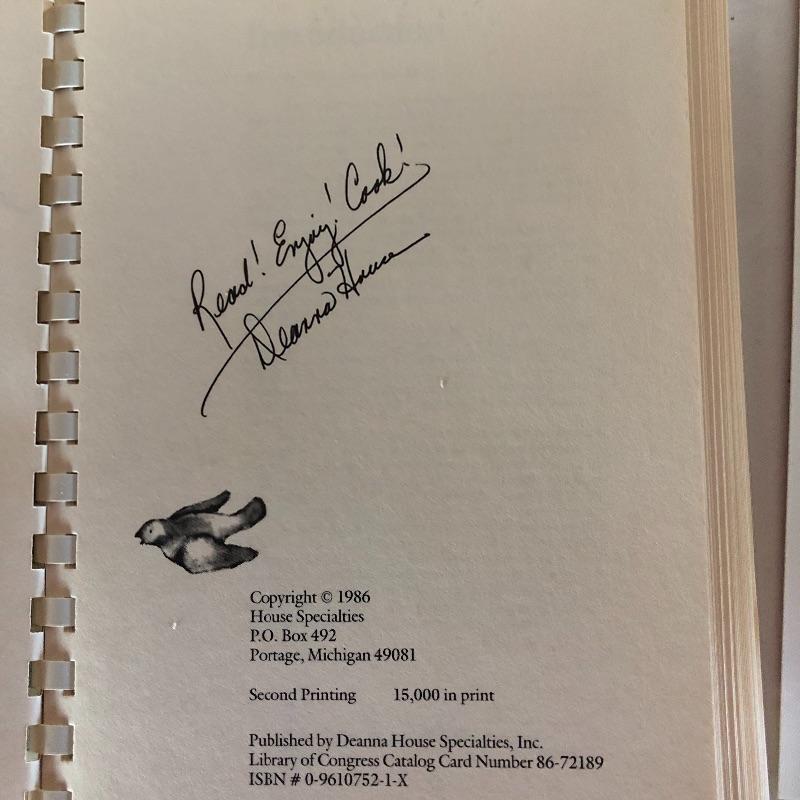 Read! Enjoy! Cook!
Deanna House
Copyright © 1986
House Specialties
P.O. Box 492
Portage, Michigan 49081
Second Printing 15,000 in print
Published by Deanna House Specialties, Inc.
Library of Congress Catalog Card Number 86-72189
ISBN # 0-9610752-1-X